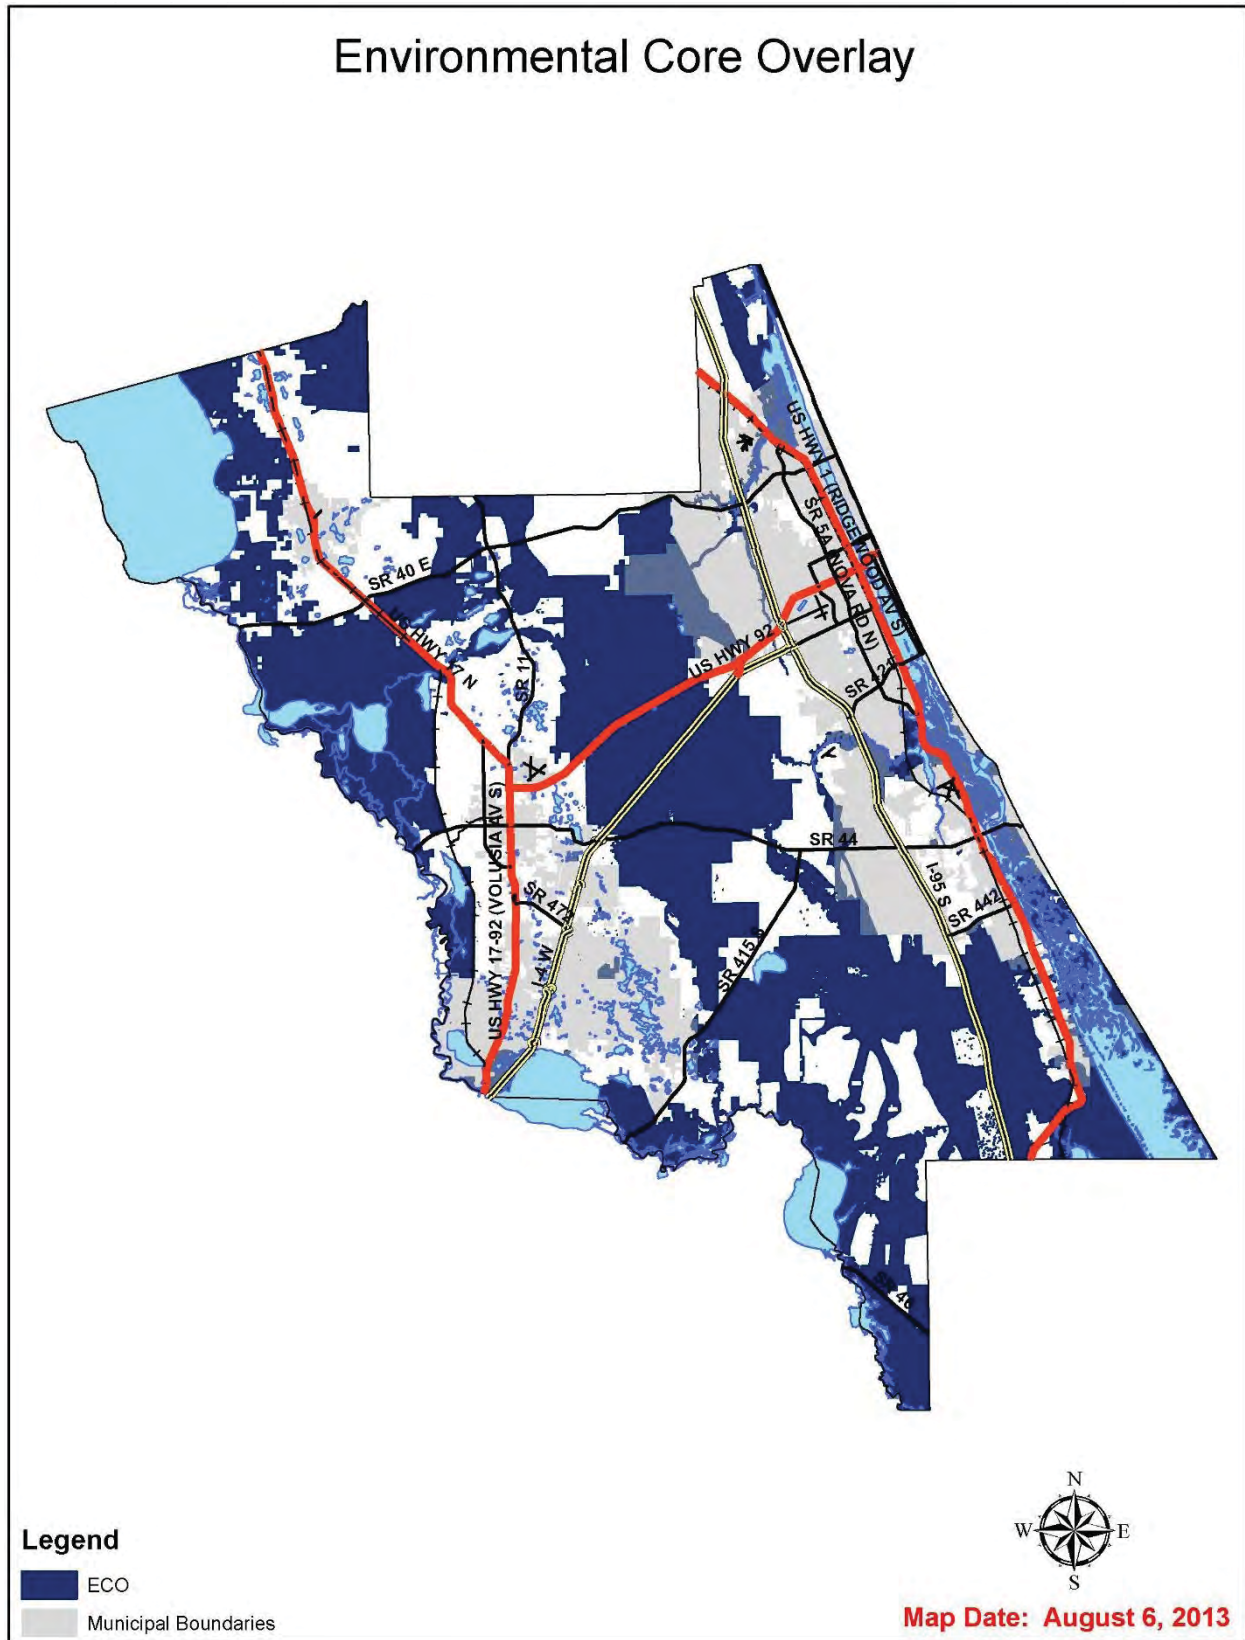 Environmental Core Overlay
US HWY 1 (RIDGEWOOD AV S)
SR 5A (NOVA RD N)
SR 40 E
US HWY 17 N
SR 11
US HWY 92
SR 421
SR 44
I-95 S
SR 442
US HWY 17-92 (VOLUSIA AV S)
SR 472
I-4 W
SR 415 S
SR 46
N
W
E
S
Legend
ECO
Municipal Boundaries
Map Date: August 6, 2013